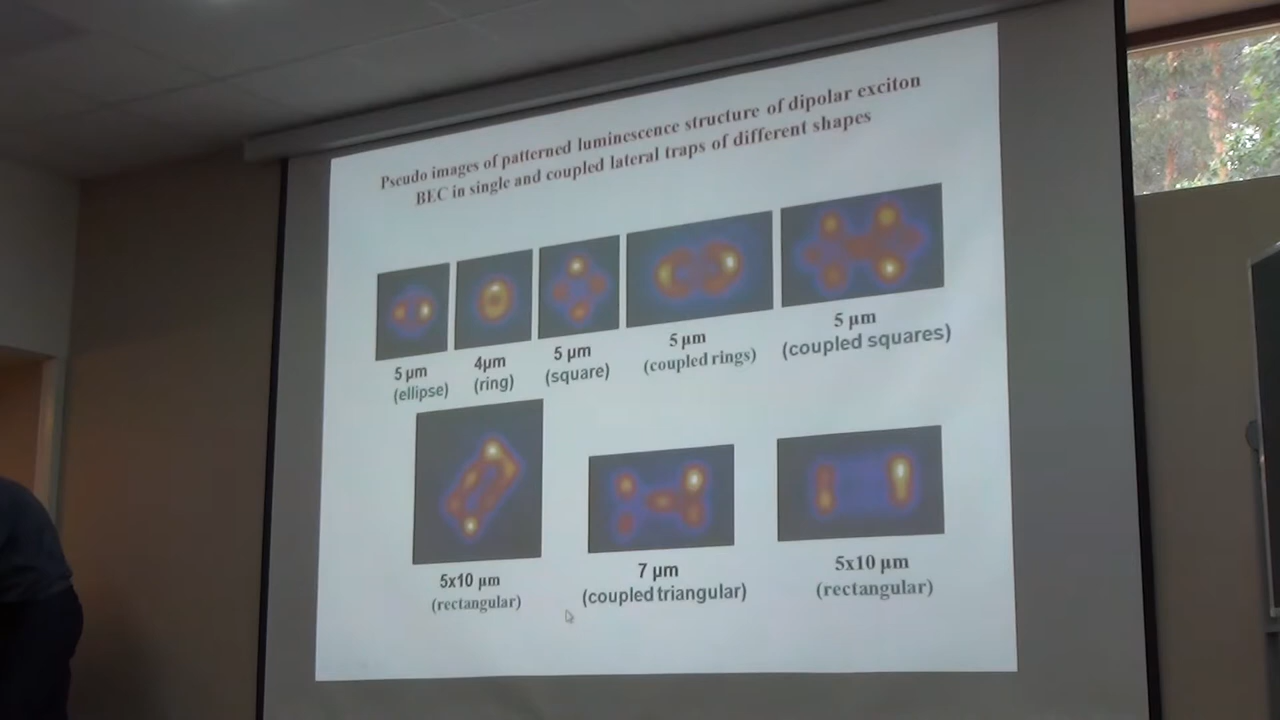 Pseudo images of patterned luminescence structure of dipolar exciton
BEC in single and coupled lateral traps of different shapes
5 μm
(ellipse)
4μm
(ring)
5 μm
(square)
5 μm
(coupled rings)
5 μm
(coupled squares)
5x10 μm
(rectangular)
7 μm
(coupled triangular)
5x10 μm
(rectangular)